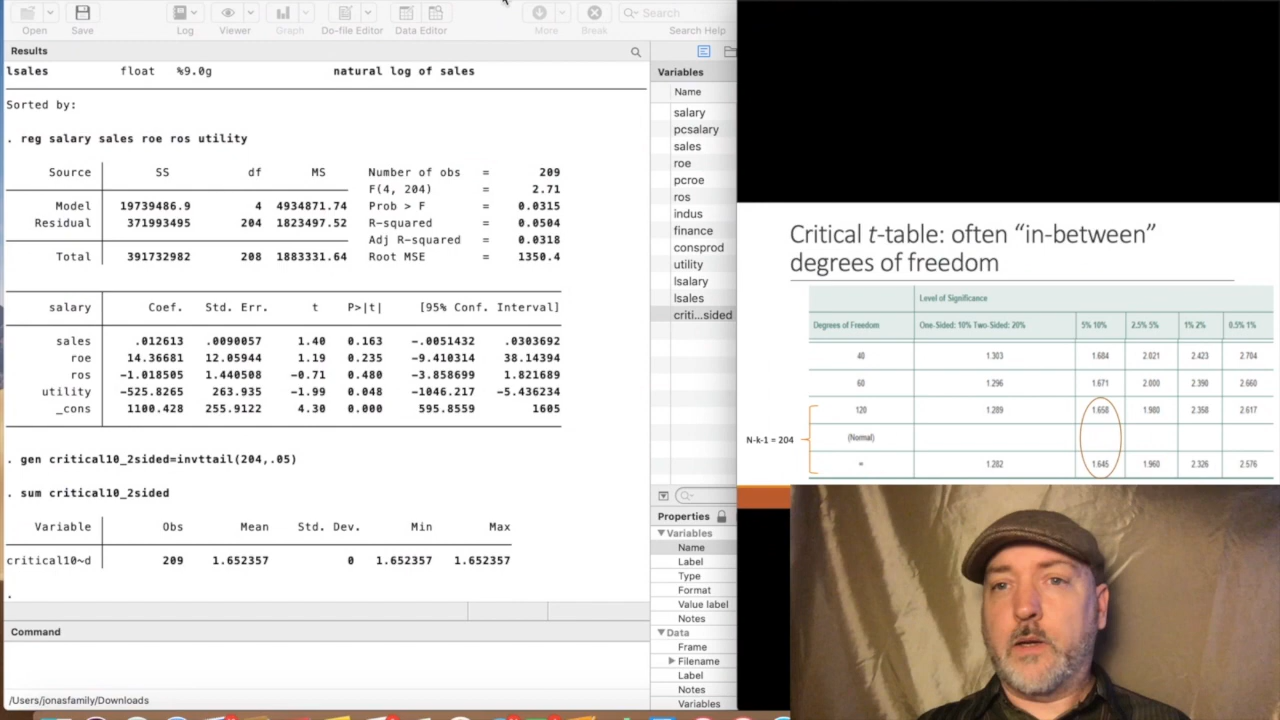 Open Save Log Viewer Graph Do-file Editor Data Editor More Break Search
Search Help
Results
lsales float %9.0g natural log of sales
Sorted by:
. reg salary sales roe ros utility
Source SS df MS Number of obs = 209
F(4, 204) = 2.71
Model 19739486.9 4 4934871.74 Prob > F = 0.0315
Residual 371993495 204 1823497.52 R-squared = 0.0504
Adj R-squared = 0.0318
Total 391732982 208 1883331.64 Root MSE = 1350.4
salary Coef. Std. Err. t P>|t| [95% Conf. Interval]
sales .012613 .0090057 1.40 0.163 -.0051432 .0303692
roe 14.36681 12.05944 1.19 0.235 -9.410314 38.14394
ros -1.018505 1.440508 -0.71 0.480 -3.858699 1.821689
utility -525.8265 263.935 -1.99 0.048 -1046.217 -5.436234
_cons 1100.428 255.9122 4.30 0.000 595.8559 1605
. gen critical10_2sided=invttail(204,.05)
. sum critical10_2sided
Variable Obs Mean Std. Dev. Min Max
critical10~d 209 1.652357 0 1.652357 1.652357
.
Command
/Users/jonasfamily/Downloads
Variables
Name
salary
pcsalary
sales
roe
pcroe
ros
indus
finance
consprod
utility
lsalary
lsales
criti...sided
Properties
Variables
Name
Label
Type
Format
Value label
Notes
Data
Frame
Filename
Label
Notes
Variables
Critical t-table: often “in-between”
degrees of freedom
Level of Significance
Degrees of Freedom One-Sided: 10% Two-Sided: 20% 5% 10% 2.5% 5% 1% 2% 0.5% 1%
40 1.303 1.684 2.021 2.423 2.704
60 1.296 1.671 2.000 2.390 2.660
120 1.289 1.658 1.980 2.358 2.617
N-k-1 = 204 (Normal)
∞ 1.282 1.645 1.960 2.326 2.576